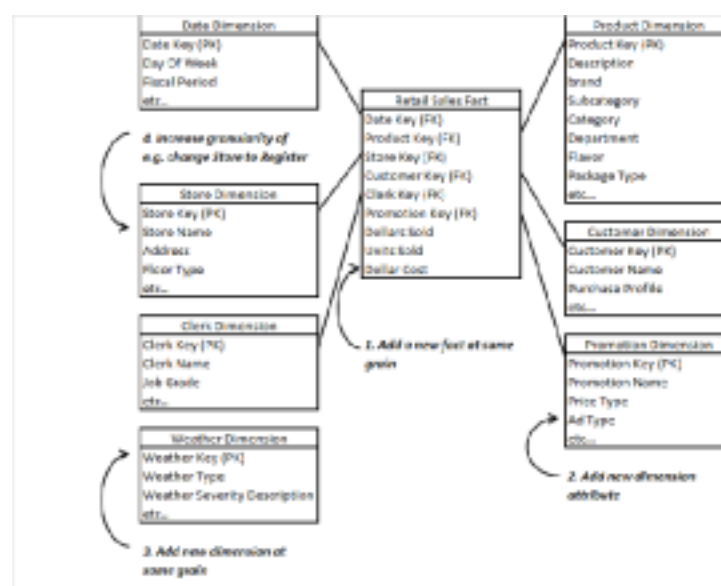 Date Dimension
Date Key (PK)
Day Of Week
Fiscal Period
etc...
4. Increase granularity of
e.g. change Store to Register
Store Dimension
Store Key (PK)
Store Name
Address
Floor Type
etc...
Clerk Dimension
Clerk Key (PK)
Clerk Name
Job Grade
etc...
Weather Dimension
Weather Key (PK)
Weather Type
Weather Severity Description
etc...
3. Add new dimension at
same grain
Retail Sales Fact
Date Key (FK)
Product Key (FK)
Store Key (FK)
Customer Key (FK)
Clerk Key (FK)
Promotion Key (FK)
Dollars Sold
Units Sold
Dollar Cost
1. Add a new fact at same
grain
Product Dimension
Product Key (PK)
Description
brand
Subcategory
Category
Department
Flavor
Package Type
etc...
Customer Dimension
Customer Key (PK)
Customer Name
Purchase Profile
etc...
Promotion Dimension
Promotion Key (PK)
Promotion Name
Price Type
Ad Type
etc...
2. Add new dimension
attribute